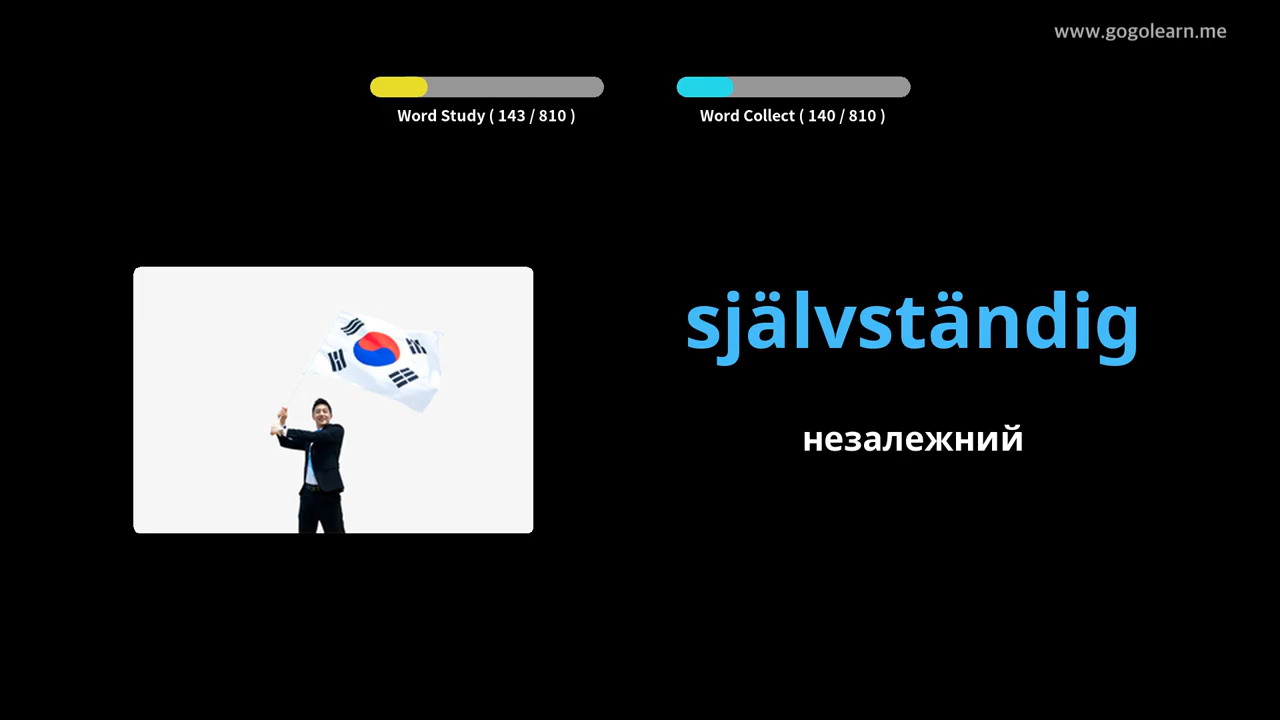 www.gogolearn.me
Word Study ( 143 / 810 )
Word Collect ( 140 / 810 )
självständig
незалежний